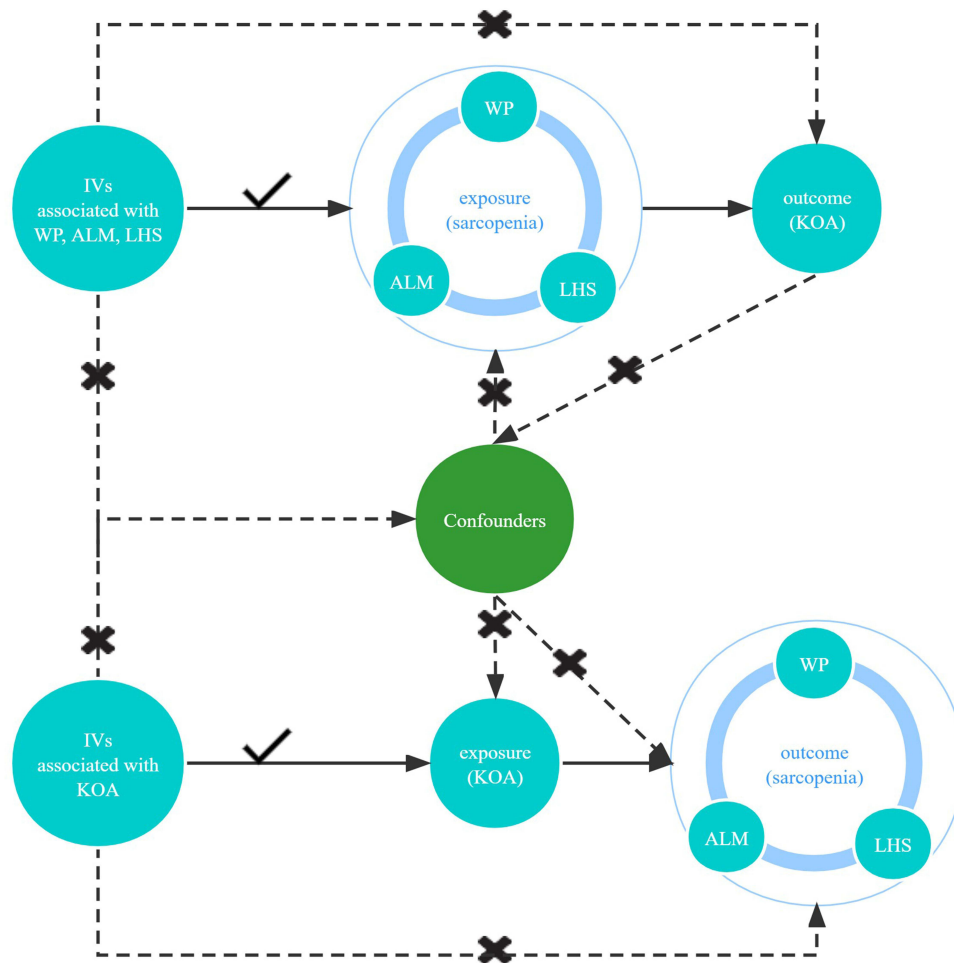 WP
IVs
associated with
WP, ALM, LHS
exposure
(sarcopenia)
outcome
(KOA)
ALM
LHS
Confounders
WP
IVs
associated with
KOA
exposure
(KOA)
outcome
(sarcopenia)
ALM
LHS